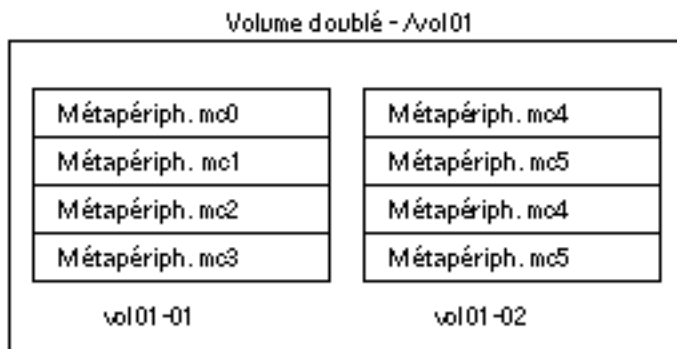 Volume doublé - /vol01
Métapériph. mc0
Métapériph. mc1
Métapériph. mc2
Métapériph. mc3
vol01-01
Métapériph. mc4
Métapériph. mc5
Métapériph. mc4
Métapériph. mc5
vol01-02